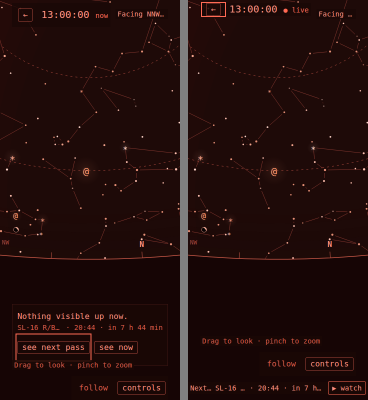 ← 13:00:00 now Facing NNW…
@
@
NW
N
Nothing visible up now.
SL-16 R/B… · 20:44 · in 7 h 44 min
see next pass see now
Drag to look · pinch to zoom
follow controls
← 13:00:00 ● live Facing …
@
@
NW
N
Drag to look · pinch to zoom
follow controls
Next… SL-16 … · 20:44 · in 7 h… ▶ watch